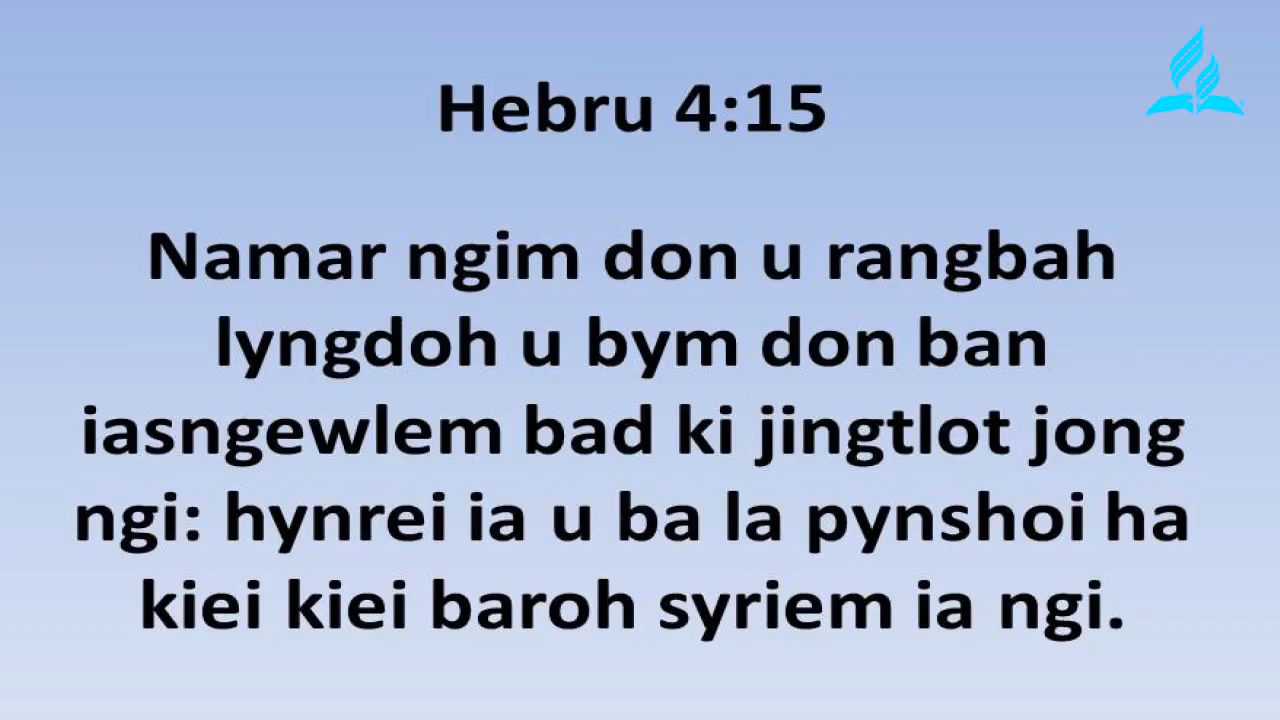 Hebru 4:15
Namar ngim don u rangbah
lyngdoh u bym don ban
iasngewlem bad ki jingtlot jong
ngi: hynrei ia u ba la pynshoi ha
kiei kiei baroh syriem ia ngi.